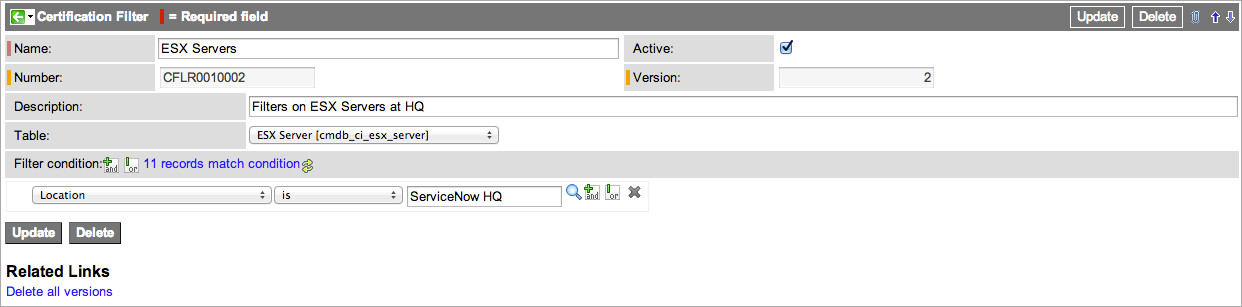 Certification Filter = Required field Update Delete
Name: ESX Servers Active:
Number: CFLR0010002 Version: 2
Description: Filters on ESX Servers at HQ
Table: ESX Server [cmdb_ci_esx_server]
Filter condition: and or 11 records match condition
Location is ServiceNow HQ and or
Update Delete
Related Links
Delete all versions